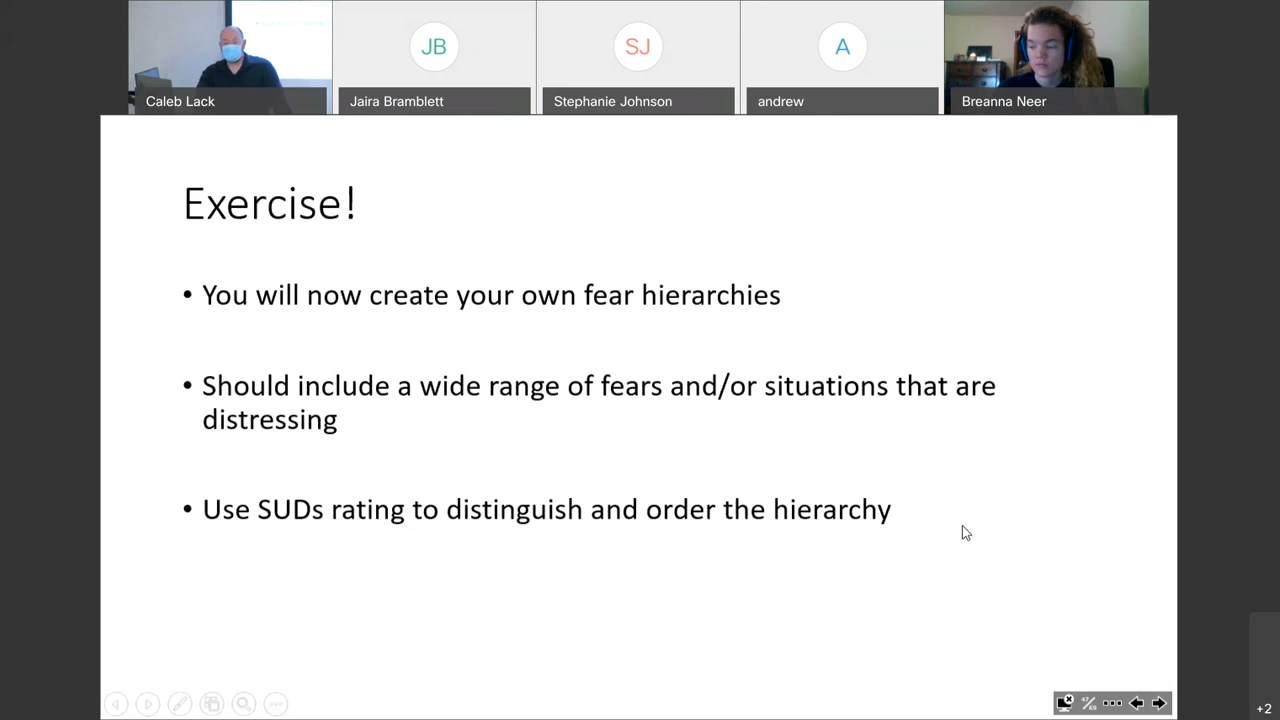 JB
SJ
A
Caleb Lack
Jaira Bramblett
Stephanie Johnson
andrew
Breanna Neer
Exercise!
• You will now create your own fear hierarchies
• Should include a wide range of fears and/or situations that are
distressing
• Use SUDs rating to distinguish and order the hierarchy
+2